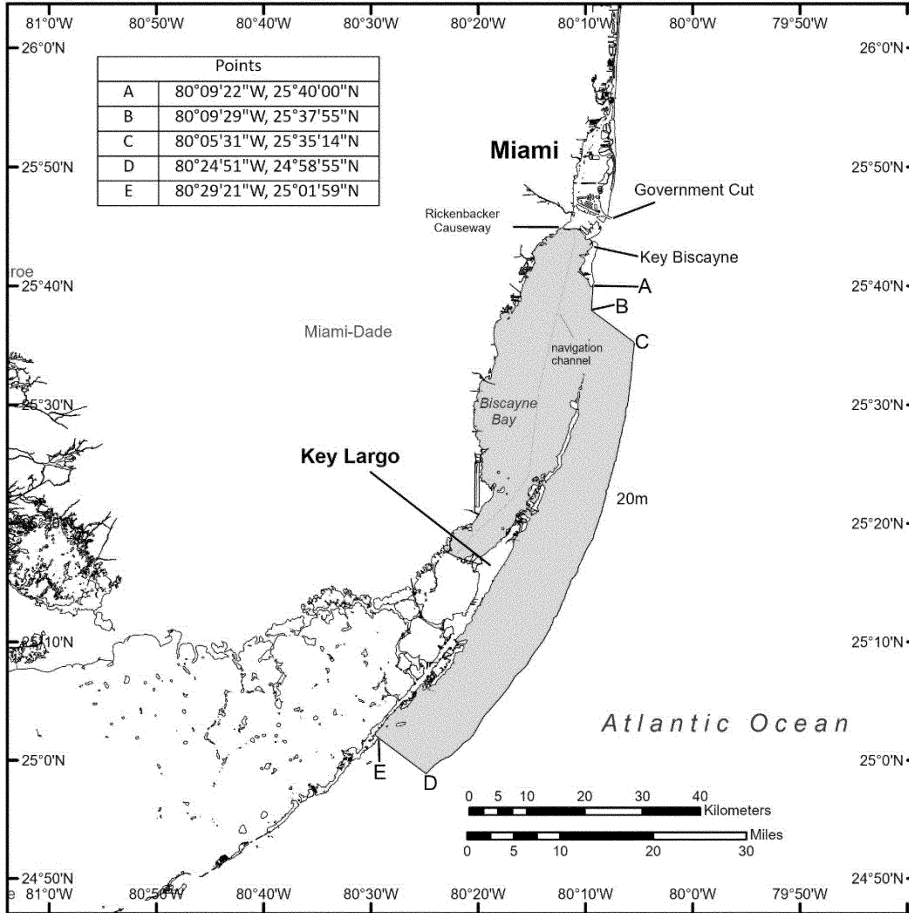 81°0'W 80°50'W 80°40'W 80°30'W 80°20'W 80°10'W 80°0'W 79°50'W
26°0'N 26°0'N
Points
A 80°09'22"W, 25°40'00"N
B 80°09'29"W, 25°37'55"N
C 80°05'31"W, 25°35'14"N
D 80°24'51"W, 24°58'55"N
E 80°29'21"W, 25°01'59"N
Miami
25°50'N 25°50'N
Government Cut
Rickenbacker
Causeway
Key Biscayne
roe
25°40'N A 25°40'N
B
Miami-Dade
C
navigation
channel
25°30'N 25°30'N
Biscayne
Bay
Key Largo
20m
25°20'N 25°20'N
25°10'N 25°10'N
Atlantic Ocean
25°0'N 25°0'N
E
D
0 5 10 20 30 40
Kilometers
Miles
0 5 10 20 30
24°50'N 24°50'N
e 81°0'W 80°50'W 80°40'W 80°30'W 80°20'W 80°10'W 80°0'W 79°50'W